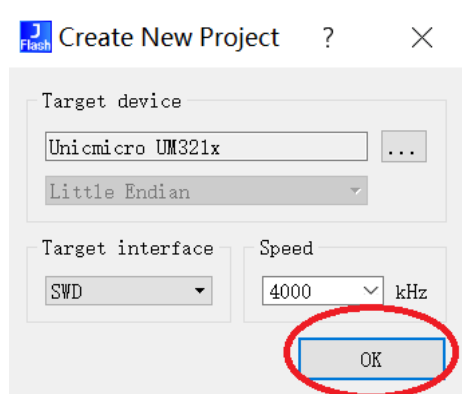 J
Flash
Create New Project ?
Target device
Unicmicro UM321x
...
Little Endian
Target interface
Speed
SWD
4000
kHz
OK